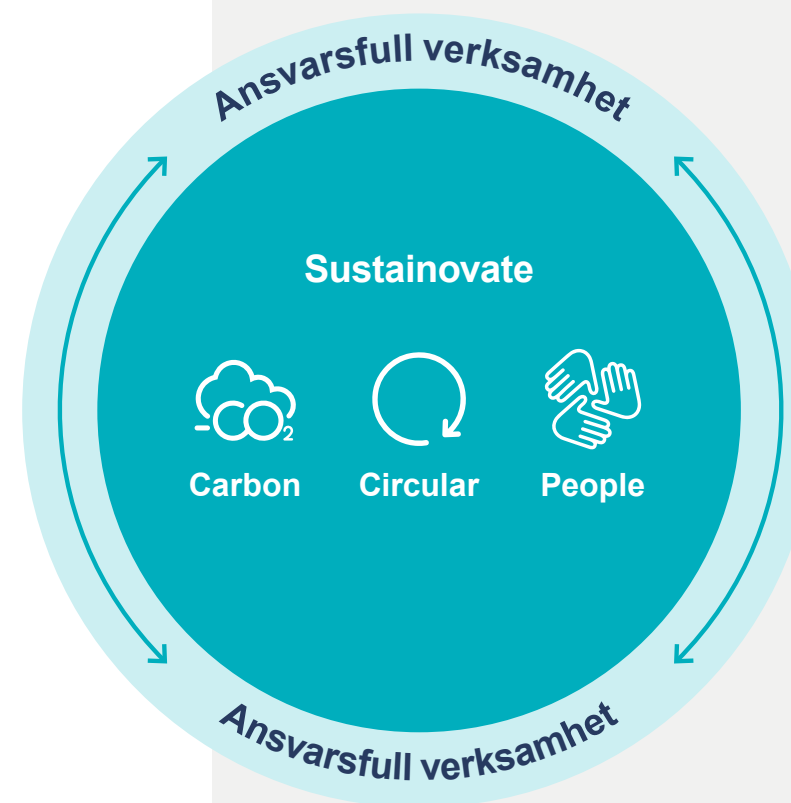 Ansvarsfull verksamhet
Sustainovate
CO2
Carbon Circular People
Ansvarsfull verksamhet